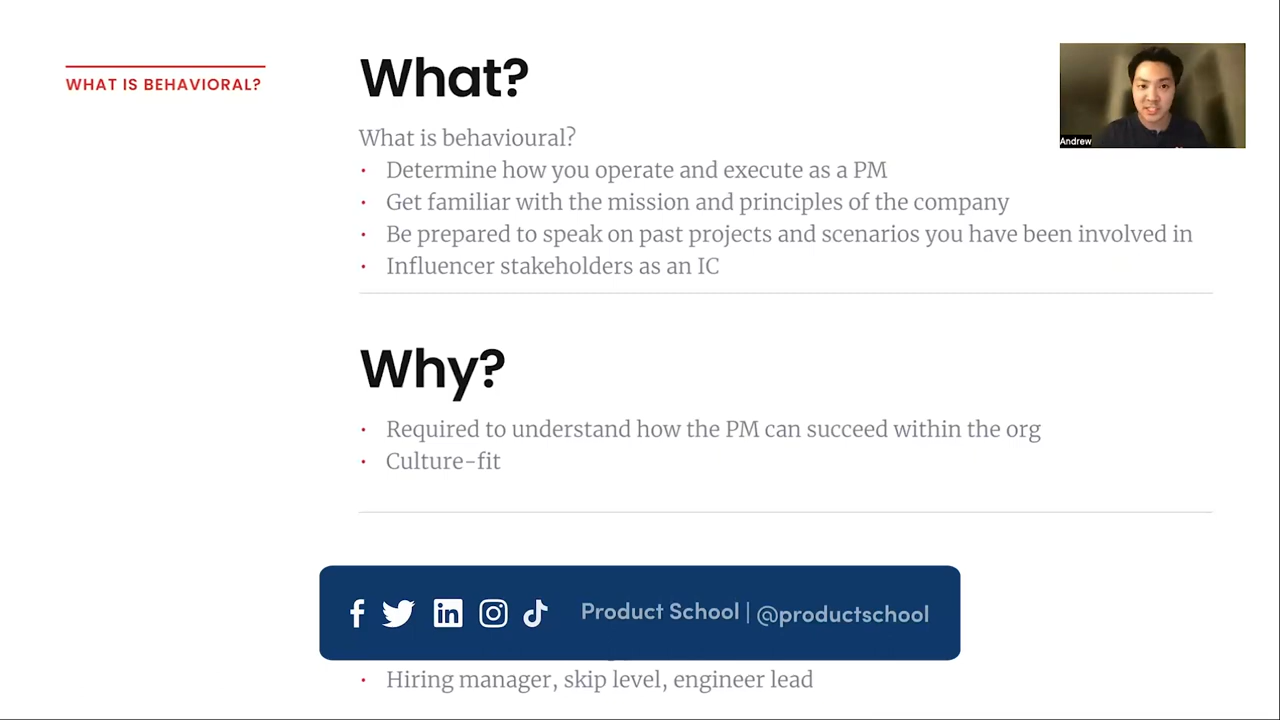 WHAT IS BEHAVIORAL?
What?
What is behavioural?
• Determine how you operate and execute as a PM
• Get familiar with the mission and principles of the company
• Be prepared to speak on past projects and scenarios you have been involved in
• Influencer stakeholders as an IC
Andrew
Why?
• Required to understand how the PM can succeed within the org
• Culture-fit
Product School | @productschool
• Hiring manager, skip level, engineer lead